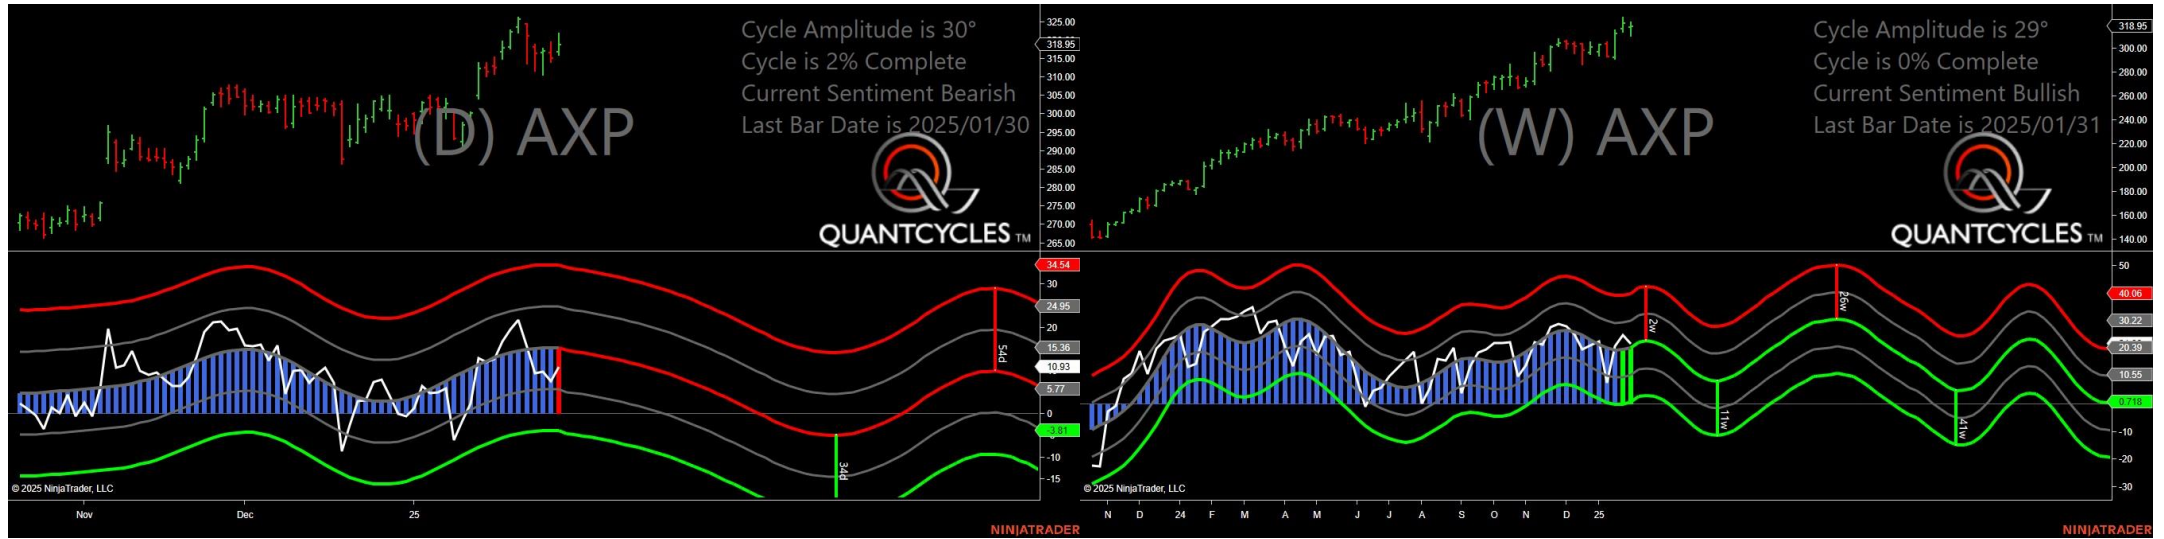 Cycle Amplitude is 30°
Cycle is 2% Complete
Current Sentiment Bearish
Last Bar Date is 2025/01/30
(D) AXP
QUANTCYCLES TM
325.00
318.95
315.00
310.00
305.00
300.00
295.00
290.00
285.00
280.00
275.00
270.00
265.00
34.54
30
24.95
20
15.36
10.93
5.77
0
-3.81
-10
-15
54d
34d
© 2025 NinjaTrader, LLC
Nov Dec 25
NINJATRADER
Cycle Amplitude is 29°
Cycle is 0% Complete
Current Sentiment Bullish
Last Bar Date is 2025/01/31
(W) AXP
QUANTCYCLES TM
318.95
300.00
280.00
260.00
240.00
220.00
200.00
180.00
160.00
140.00
50
40.06
30.22
20.39
10.55
0.718
-10
-20
-30
2w
26w
11w
41w
© 2025 NinjaTrader, LLC
N D 24 F M A M J J A S O N D 25
NINJATRADER